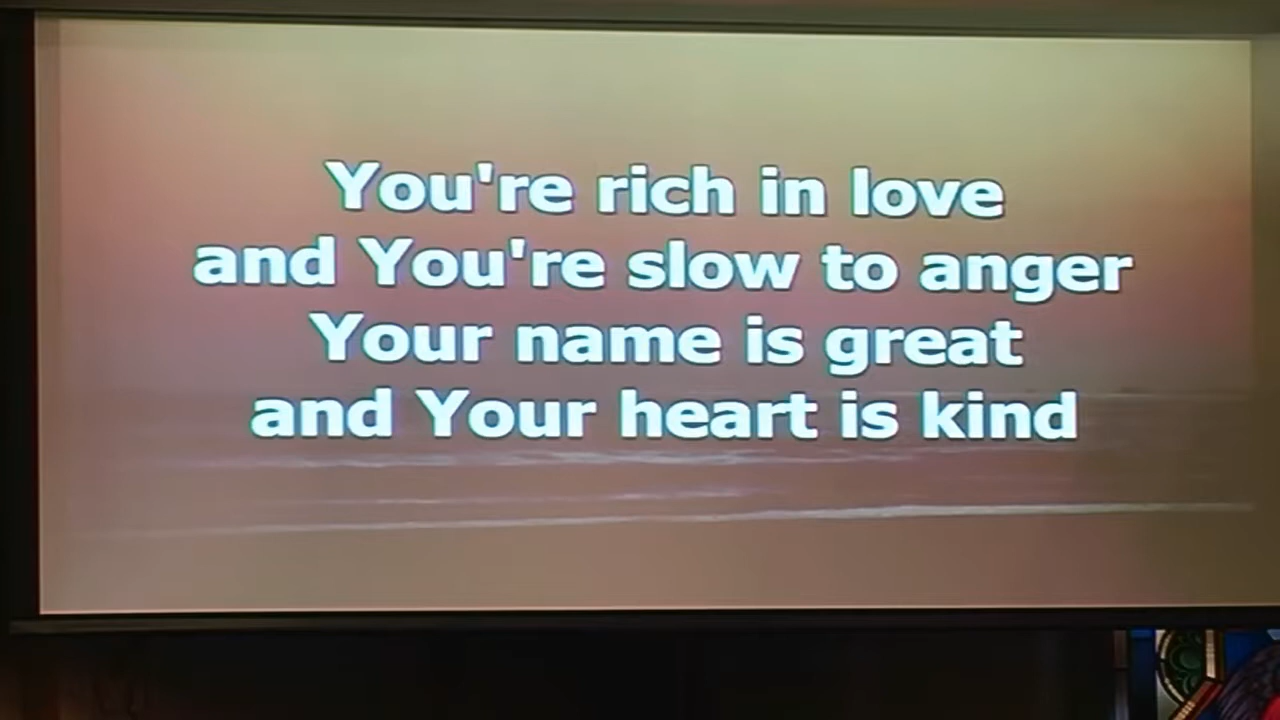 You're rich in love
and You're slow to anger
Your name is great
and Your heart is kind